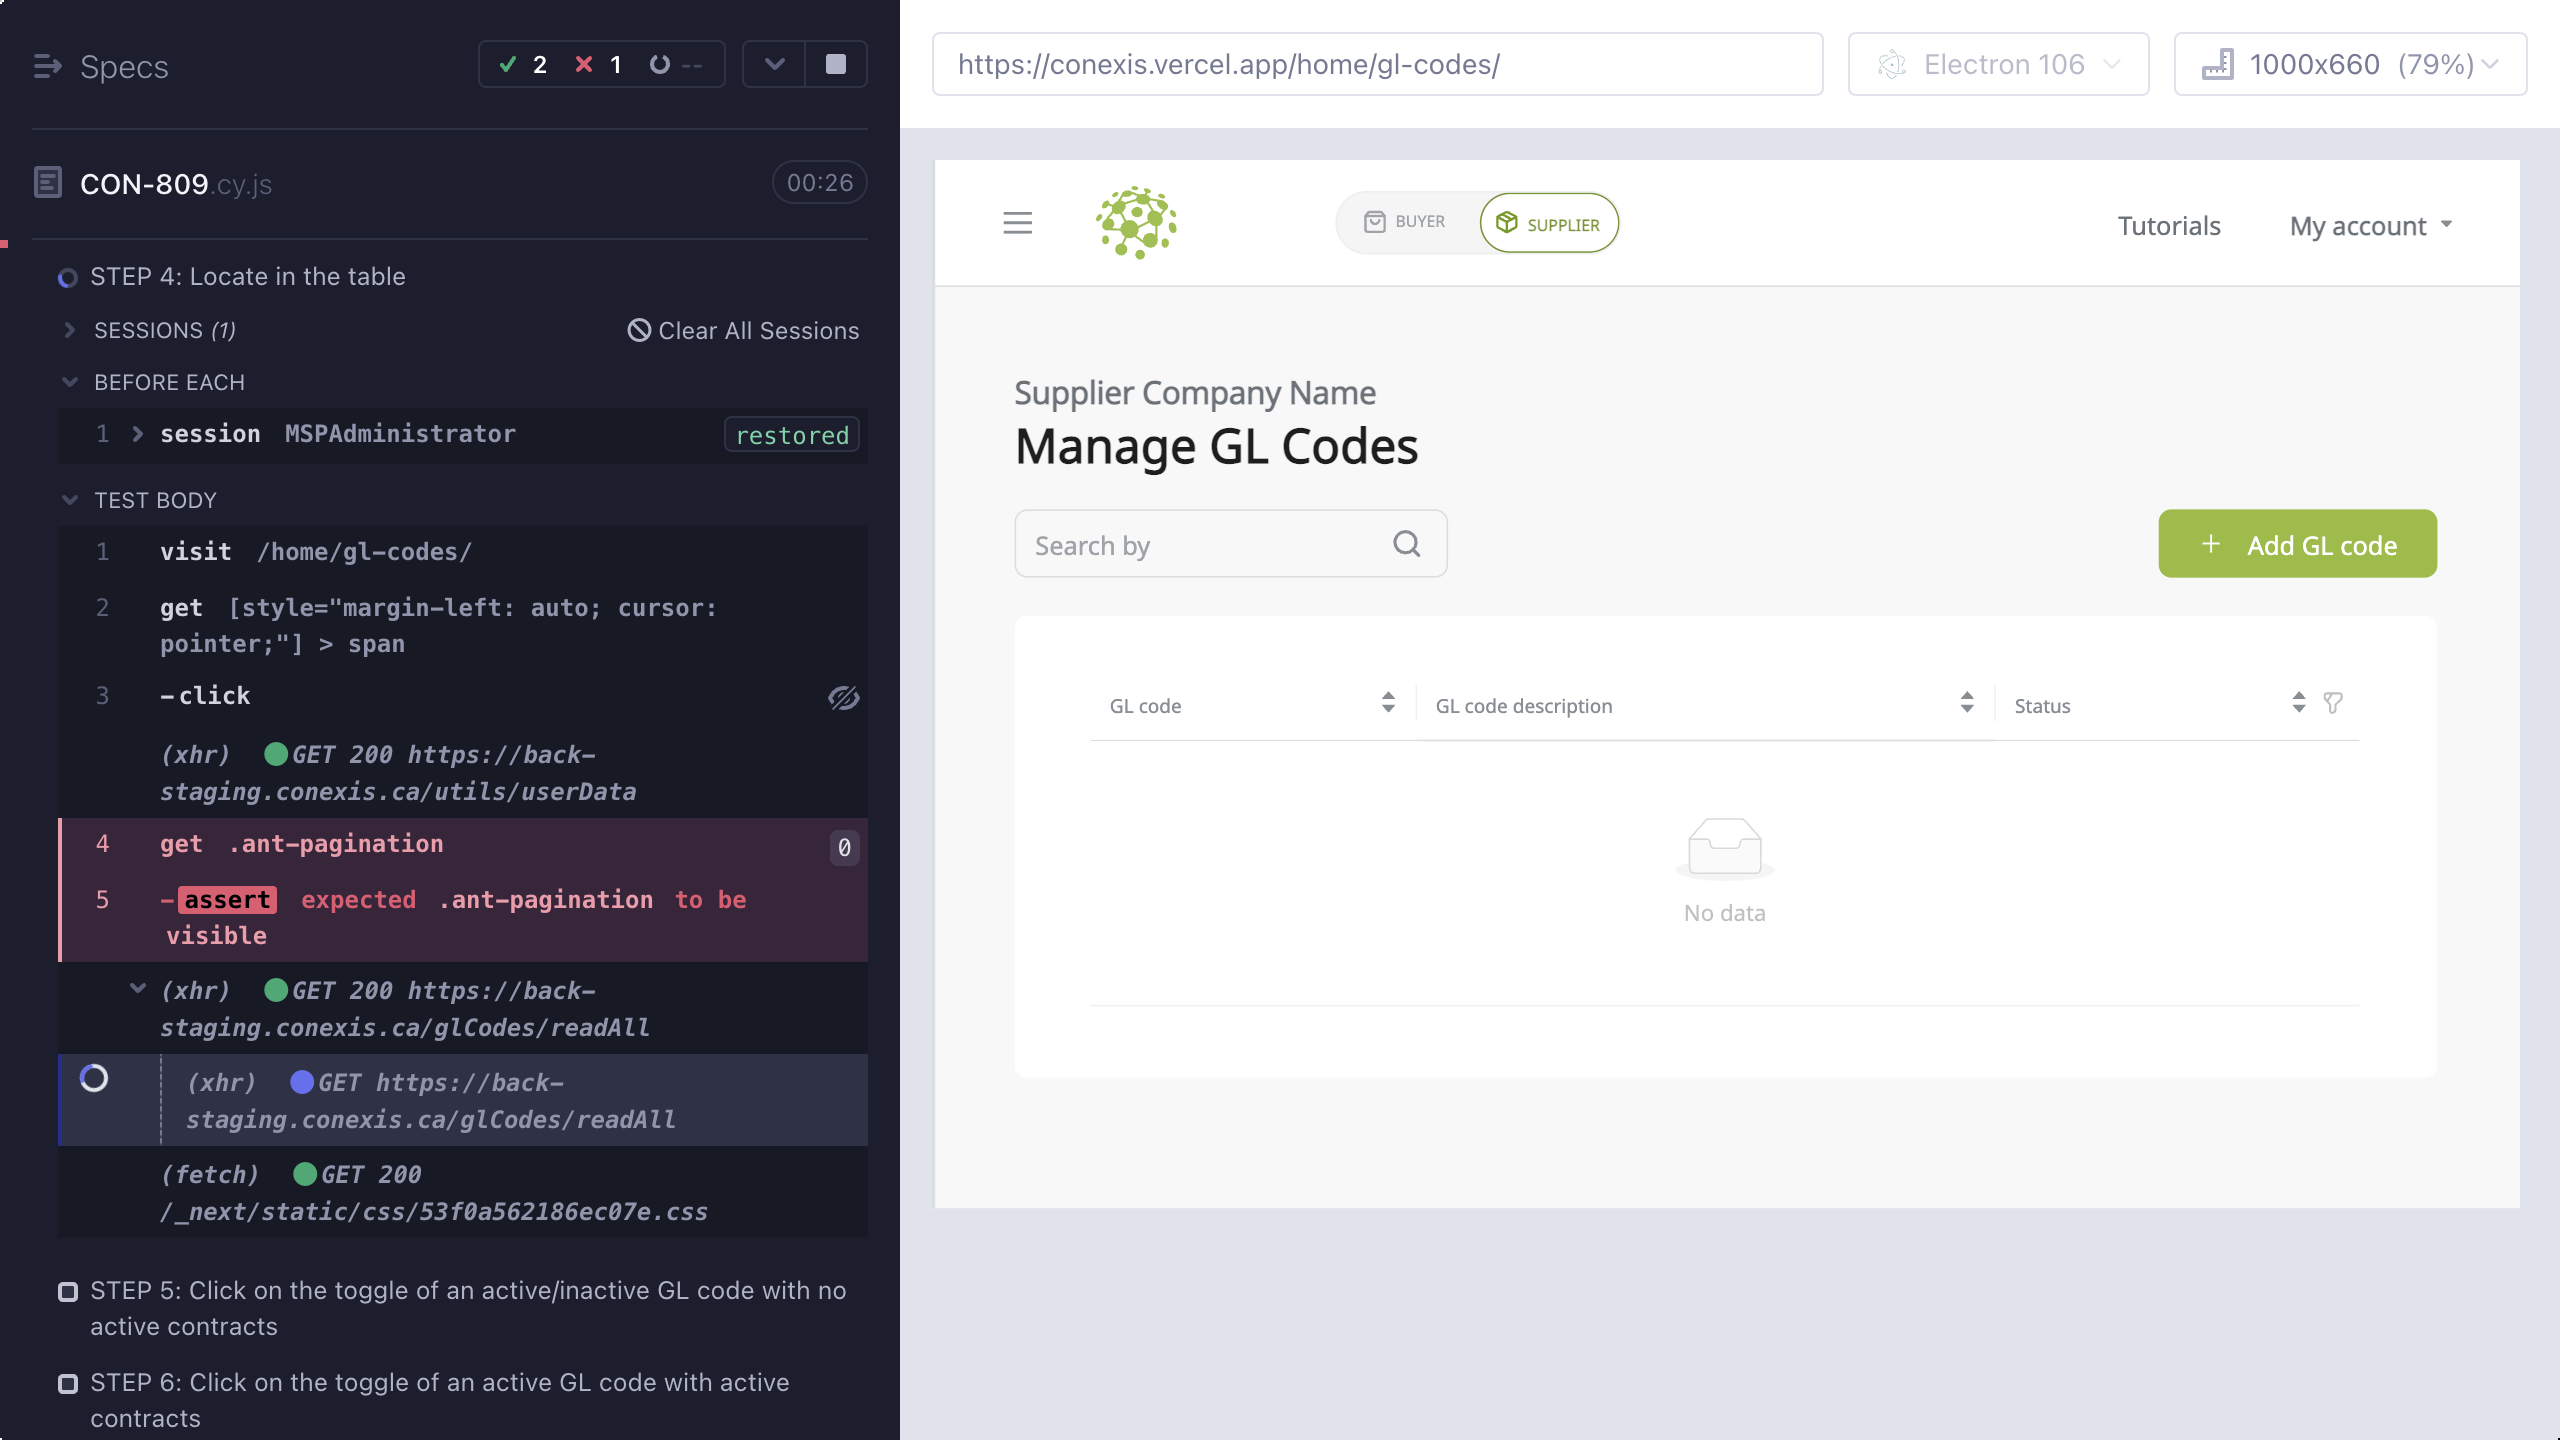 Specs
2 1 --
CON-809.cy.js 00:26
STEP 4: Locate in the table
SESSIONS (1) Clear All Sessions
BEFORE EACH
1 session MSPAdministrator restored
TEST BODY
1 visit /home/gl-codes/
2 get [style="margin-left: auto; cursor:
pointer;"] > span
3 -click
(xhr) GET 200 https://back-
staging.conexis.ca/utils/userData
4 get .ant-pagination 0
5 -assert expected .ant-pagination to be
visible
(xhr) GET 200 https://back-
staging.conexis.ca/glCodes/readAll
(xhr) GET https://back-
staging.conexis.ca/glCodes/readAll
(fetch) GET 200
/_next/static/css/53f0a562186ec07e.css
STEP 5: Click on the toggle of an active/inactive GL code with no
active contracts
STEP 6: Click on the toggle of an active GL code with active
contracts
https://conexis.vercel.app/home/gl-codes/
Electron 106
1000x660 (79%)
BUYER SUPPLIER
Tutorials My account
Supplier Company Name
Manage GL Codes
Search by
+ Add GL code
GL code GL code description Status
No data